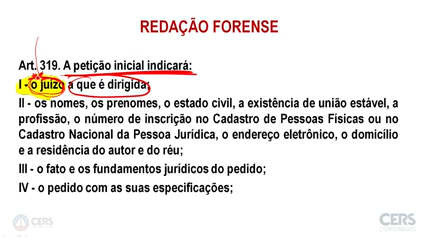 REDAÇÃO FORENSE
Art. 319. A petição inicial indicará:
I - o juízo a que é dirigida;
II - os nomes, os prenomes, o estado civil, a existência de união estável, a
profissão, o número de inscrição no Cadastro de Pessoas Físicas ou no
Cadastro Nacional da Pessoa Jurídica, o endereço eletrônico, o domicílio
e a residência do autor e do réu;
III - o fato e os fundamentos jurídicos do pedido;
IV - o pedido com as suas especificações;
CERS
CERS